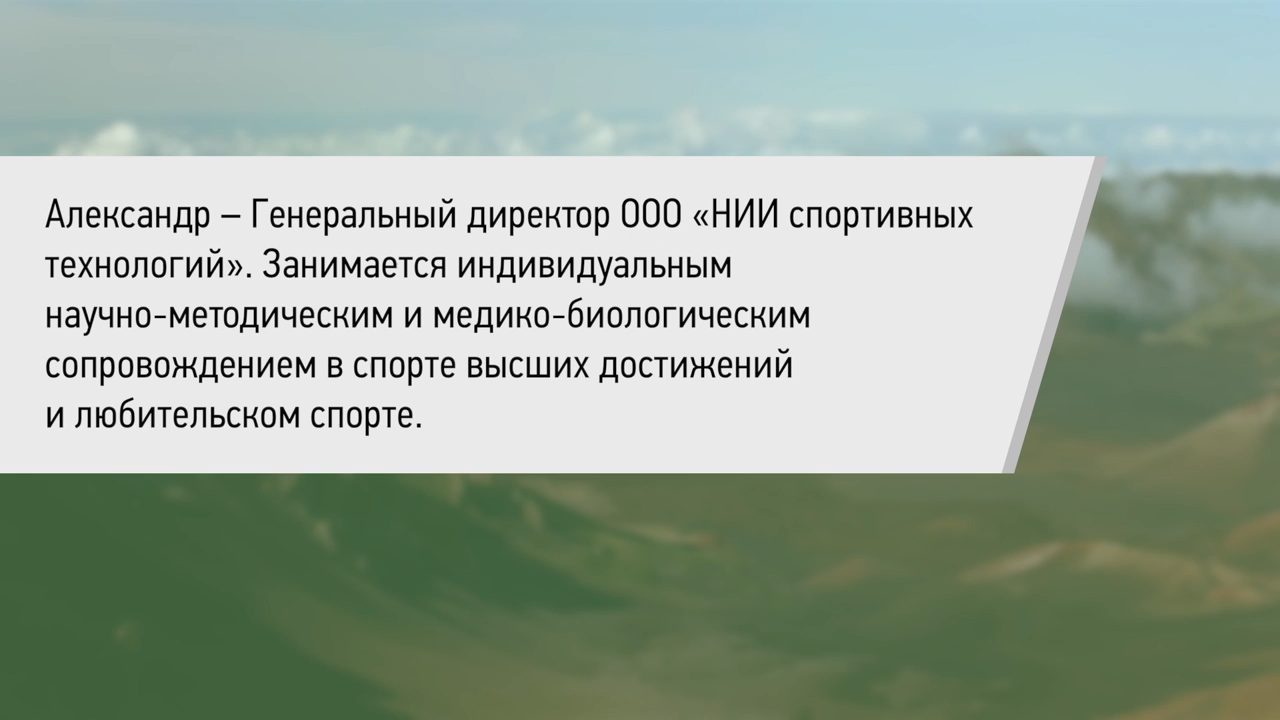 Александр – Генеральный директор ООО «НИИ спортивных
технологий». Занимается индивидуальным
научно-методическим и медико-биологическим
сопровождением в спорте высших достижений
и любительском спорте.